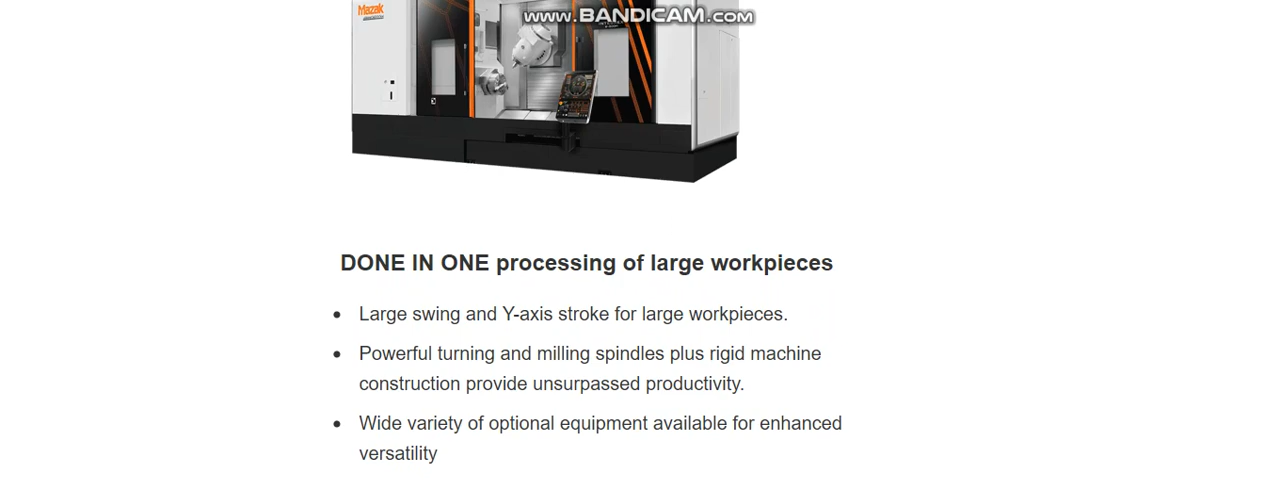 www.BANDICAM.com
Mazak
DONE IN ONE processing of large workpieces
Large swing and Y-axis stroke for large workpieces.
Powerful turning and milling spindles plus rigid machine
construction provide unsurpassed productivity.
Wide variety of optional equipment available for enhanced
versatility